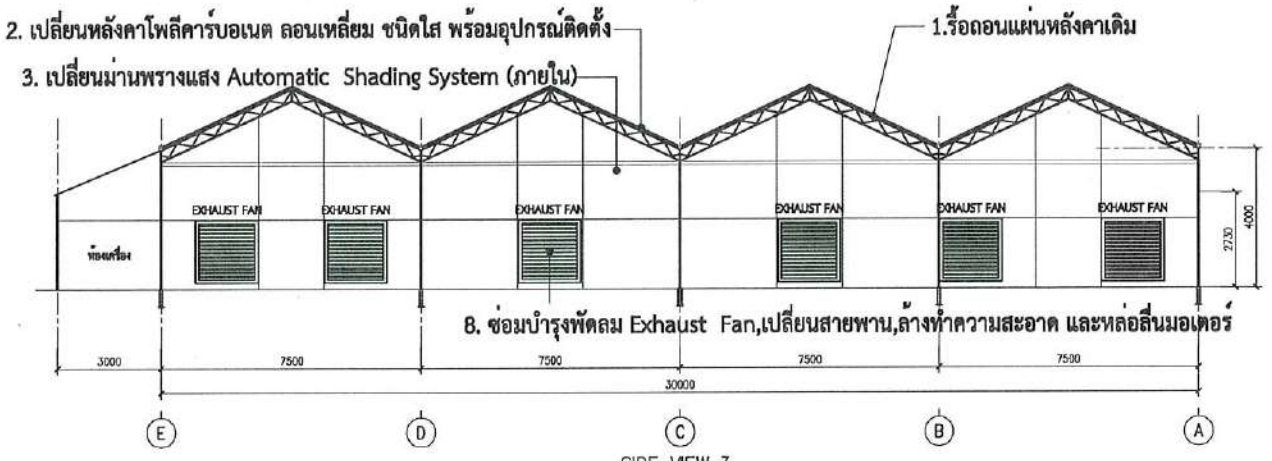 2. เปลี่ยนหลังคาโพลีคาร์บอเนต ลอนเหลี่ยม ชนิดใส พร้อมอุปกรณ์ติดตั้ง
1.รื้อถอนแผ่นหลังคาเดิม
3. เปลี่ยนม่านพรางแสง Automatic Shading System (ภายใน)
EXHAUST FAN EXHAUST FAN EXHAUST FAN EXHAUST FAN EXHAUST FAN EXHAUST FAN
ห้องเครื่อง
2730
4000
8. ซ่อมบำรุงพัดลม Exhaust Fan,เปลี่ยนสายพาน,ล้างทำความสะอาด และหล่อลื่นมอเตอร์
3000 7500 7500 7500 7500
30000
E D C B A
SIDE VIEW 3